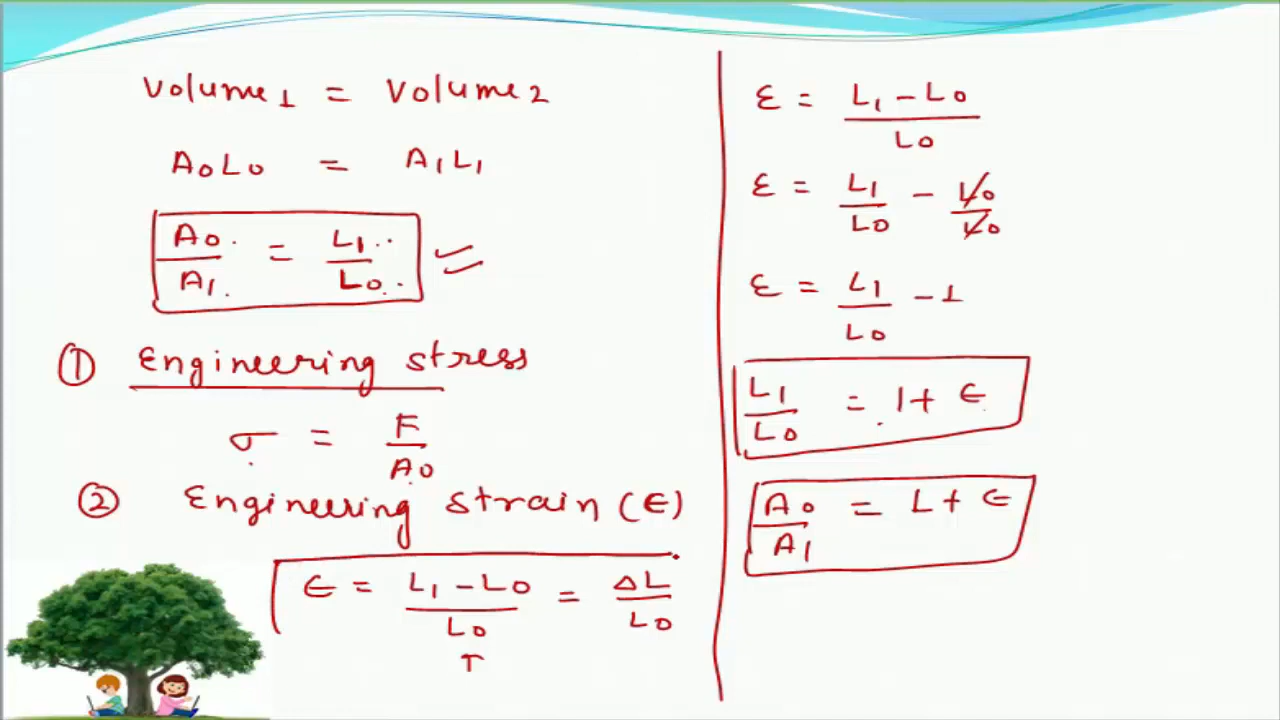 Volume1 = Volume2
A0L0 = A1L1
A0/A1 = L1/L0
① Engineering stress
σ = F/A0
② Engineering strain (ε)
ε = L1 - L0/L0 = ΔL/L0
T
ε = L1 - L0/L0
ε = L1/L0 - L0/L0
ε = L1/L0 - 1
L1/L0 = 1 + ε
A0/A1 = L + ε